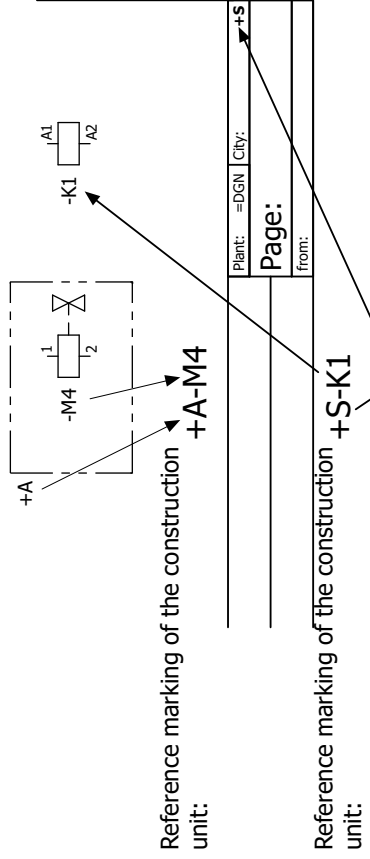 +A
-M4
1
2
-K1
A1
A2
Reference marking of the construction
unit:
+A-M4
Plant: =DGN City: +S
Page:
from:
Reference marking of the construction
unit:
+S-K1